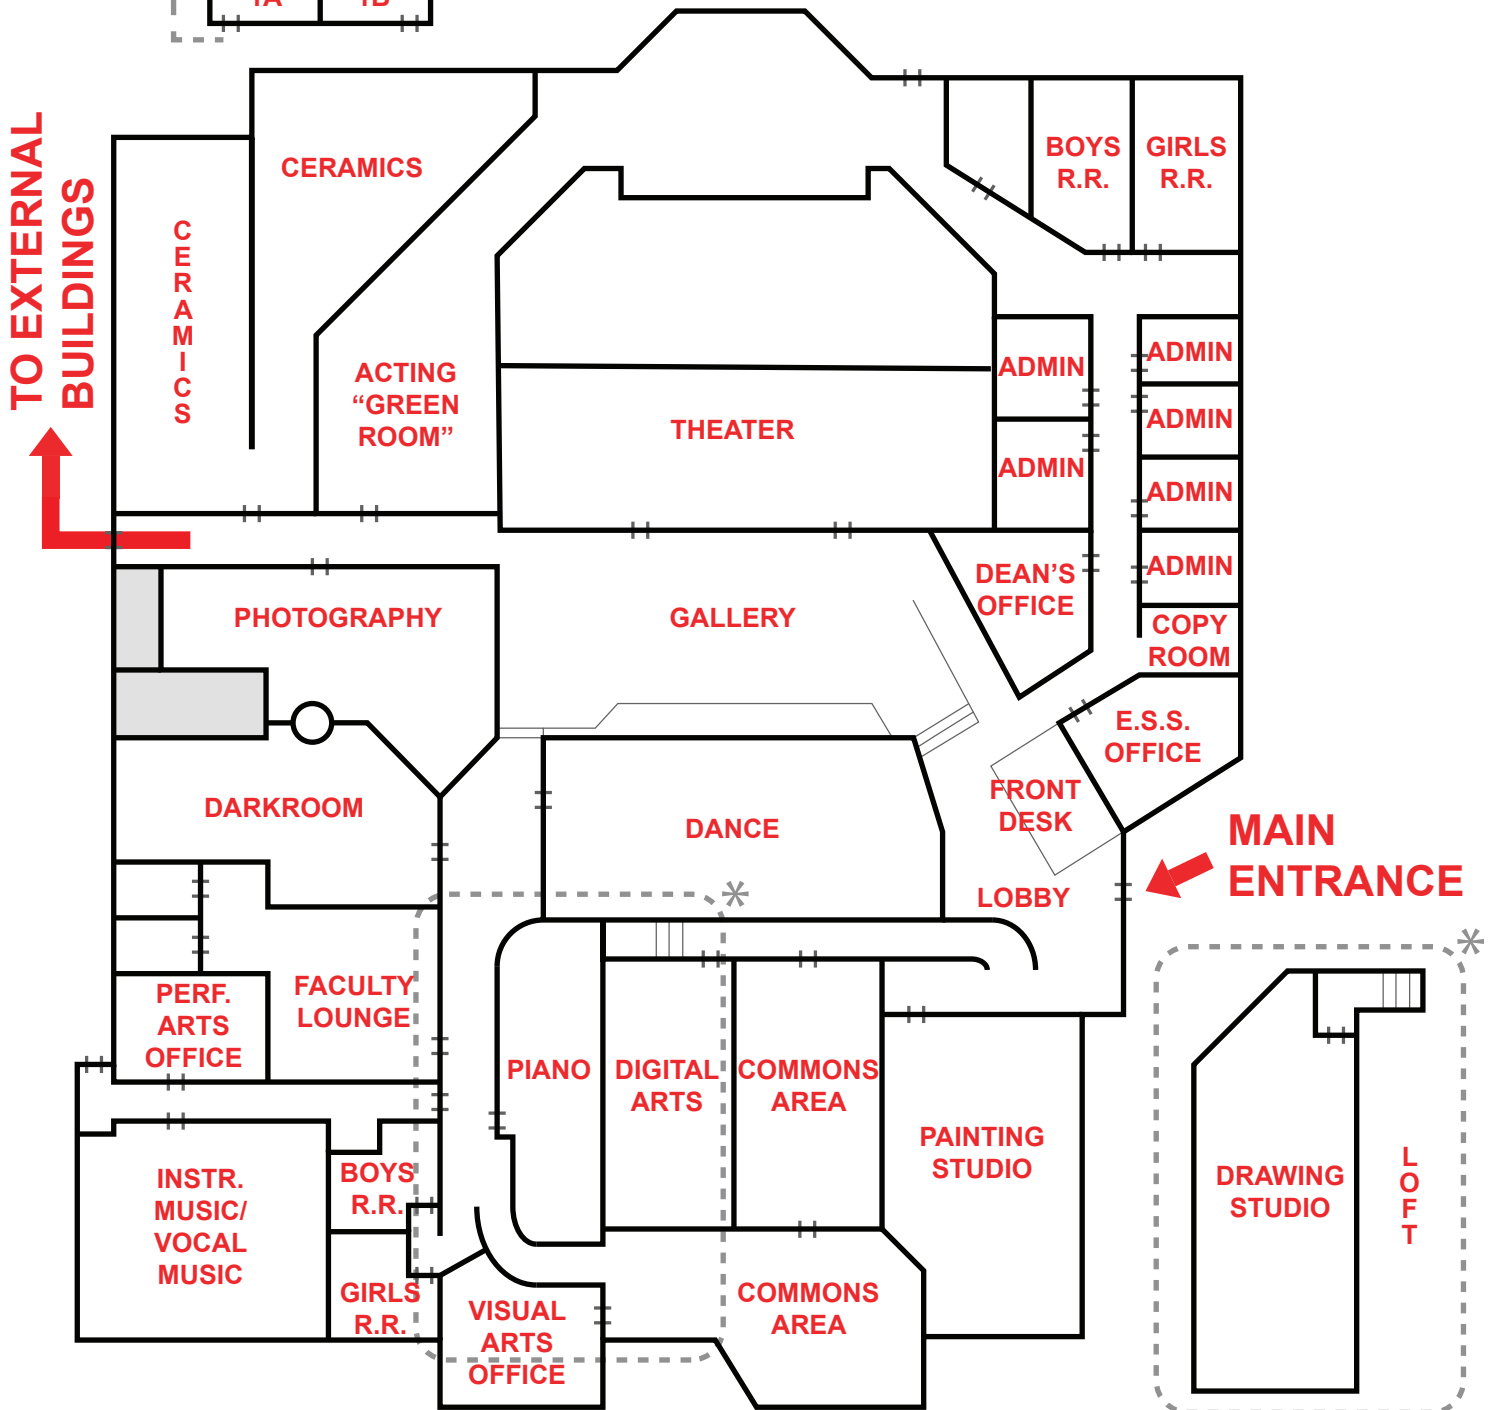 1A
1B
TO EXTERNAL
BUILDINGS
CERAMICS
CERAMICS
BOYS
R.R.
GIRLS
R.R.
ACTING
“GREEN
ROOM”
THEATER
ADMIN
ADMIN
ADMIN
ADMIN
ADMIN
ADMIN
DEAN’S
OFFICE
COPY
ROOM
PHOTOGRAPHY
GALLERY
E.S.S.
OFFICE
FRONT
DESK
DARKROOM
DANCE
MAIN
ENTRANCE
LOBBY
*
*
PERF.
ARTS
OFFICE
FACULTY
LOUNGE
PIANO
DIGITAL
ARTS
COMMONS
AREA
PAINTING
STUDIO
INSTR.
MUSIC/
VOCAL
MUSIC
BOYS
R.R.
GIRLS
R.R.
VISUAL
ARTS
OFFICE
COMMONS
AREA
DRAWING
STUDIO
LOFT